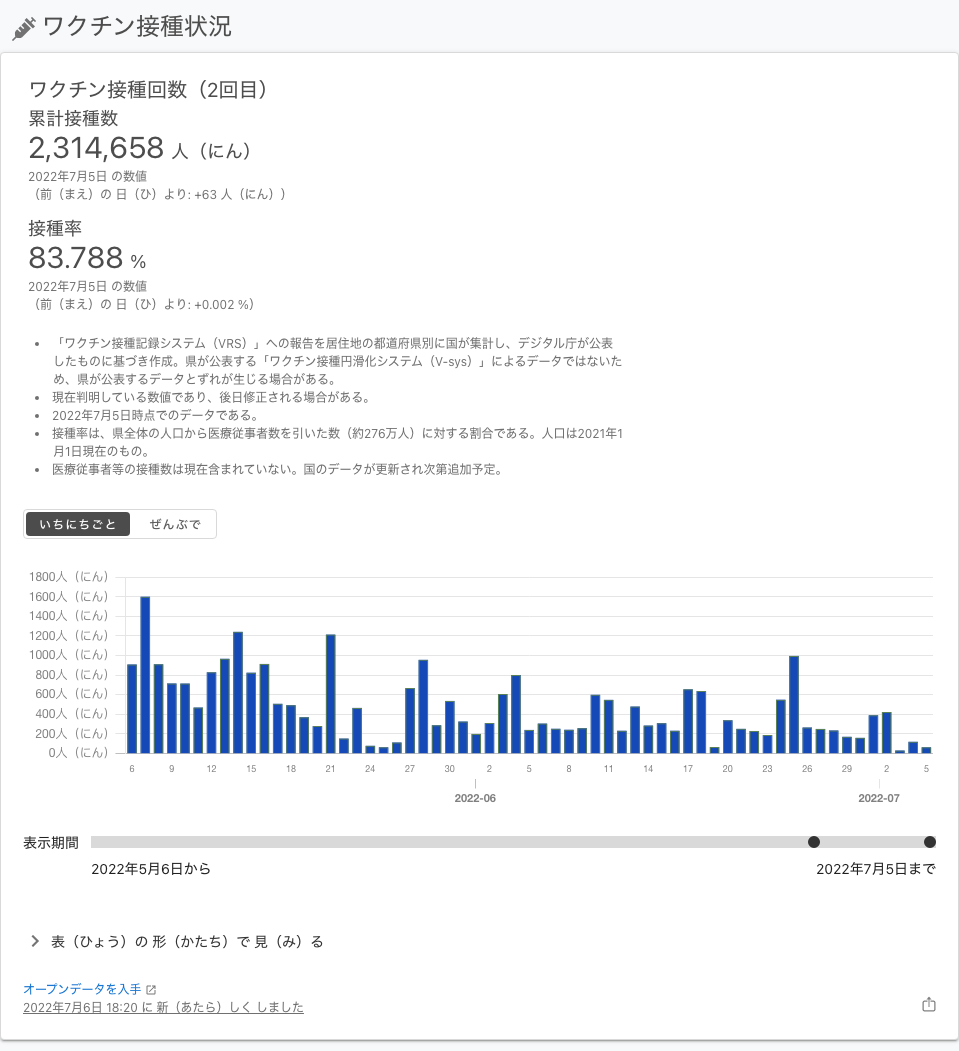 ワクチン接種状況
ワクチン接種回数（2回目）
累計接種数
2,314,658 人（にん）
2022年7月5日 の数値
（前（まえ）の 日（ひ）より: +63 人（にん））
接種率
83.788 %
2022年7月5日 の数値
（前（まえ）の 日（ひ）より: +0.002 %）
• 「ワクチン接種記録システム（VRS）」への報告を居住地の都道府県別に国が集計し、デジタル庁が公表
したものに基づき作成。県が公表する「ワクチン接種円滑化システム（V-sys）」によるデータではないた
め、県が公表するデータとずれが生じる場合がある。
• 現在判明している数値であり、後日修正される場合がある。
• 2022年7月5日時点でのデータである。
• 接種率は、県全体の人口から医療従事者数を引いた数（約276万人）に対する割合である。人口は2021年1
月1日現在のもの。
• 医療従事者等の接種数は現在含まれていない。国のデータが更新され次第追加予定。
いちにちごと ぜんぶで
1800人（にん）
1600人（にん）
1400人（にん）
1200人（にん）
1000人（にん）
800人（にん）
600人（にん）
400人（にん）
200人（にん）
0人（にん）
6 9 12 15 18 21 24 27 30 2 5 8 11 14 17 20 23 26 29 2 5
2022-06 2022-07
表示期間
2022年5月6日から 2022年7月5日まで
表（ひょう）の 形（かたち）で 見（み）る
オープンデータを入手
2022年7月6日 18:20 に 新（あたら）しく しました